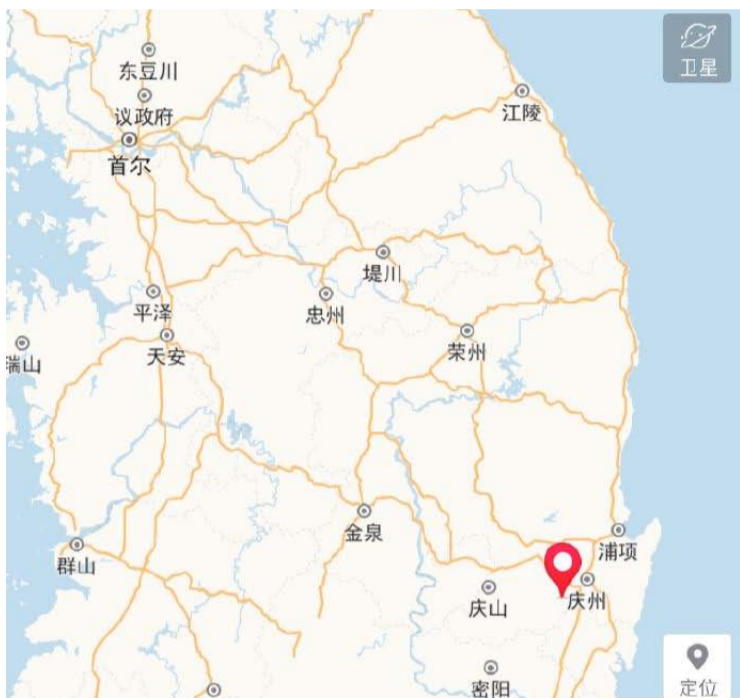 东豆川
卫星
议政府
江陵
首尔
堤川
平泽
忠州
天安
瑞山
荣州
金泉
浦项
群山
庆山
庆州
密阳
定位